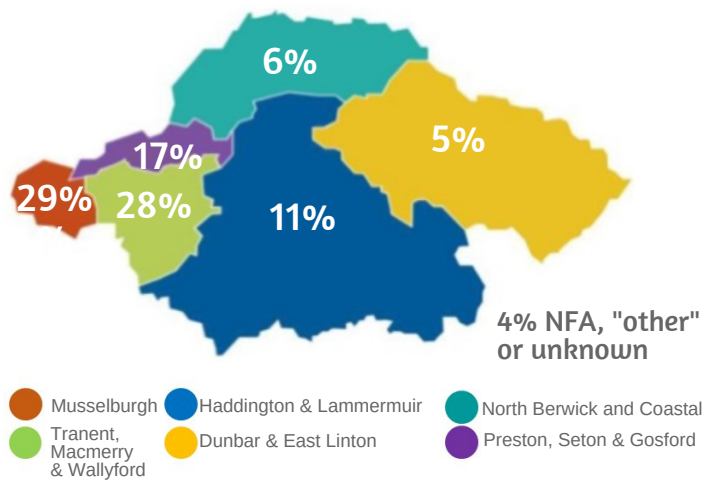 6%
17%
5%
29%
28%
11%
4% NFA, "other"
or unknown
Musselburgh
Haddington & Lammermuir
North Berwick and Coastal
Tranent,
Macmerry
& Wallyford
Dunbar & East Linton
Preston, Seton & Gosford